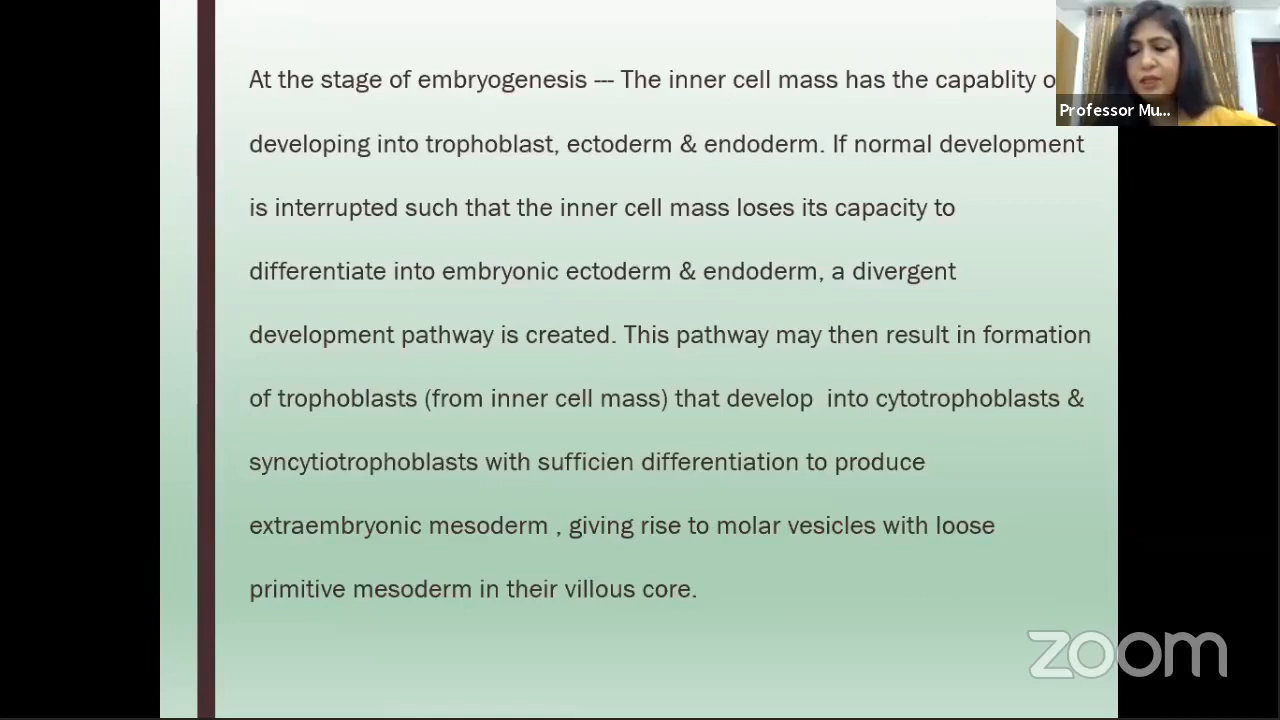 At the stage of embryogenesis --- The inner cell mass has the capablity o
developing into trophoblast, ectoderm & endoderm. If normal development
is interrupted such that the inner cell mass loses its capacity to
differentiate into embryonic ectoderm & endoderm, a divergent
development pathway is created. This pathway may then result in formation
of trophoblasts (from inner cell mass) that develop  into cytotrophoblasts &
syncytiotrophoblasts with sufficien differentiation to produce
extraembryonic mesoderm , giving rise to molar vesicles with loose
primitive mesoderm in their villous core.
Professor Mu...
zoom